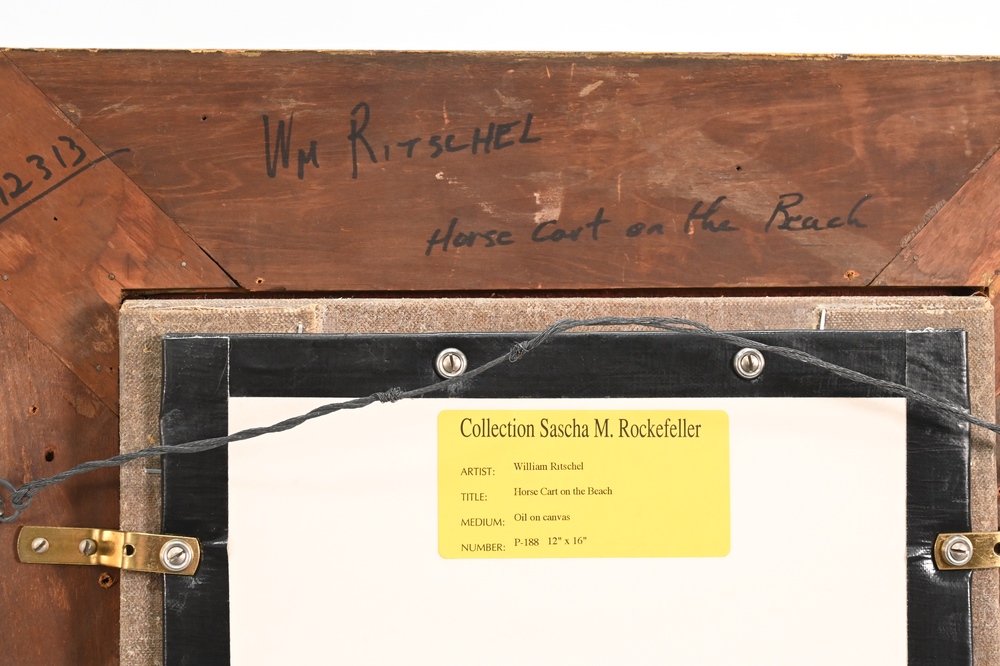 Wm RITSCHEL
12313
Horse Cart on the Beach
Collection Sascha M. Rockefeller
ARTIST: William Ritschel
TITLE: Horse Cart on the Beach
MEDIUM: Oil on canvas
NUMBER: P-188 12" x 16"